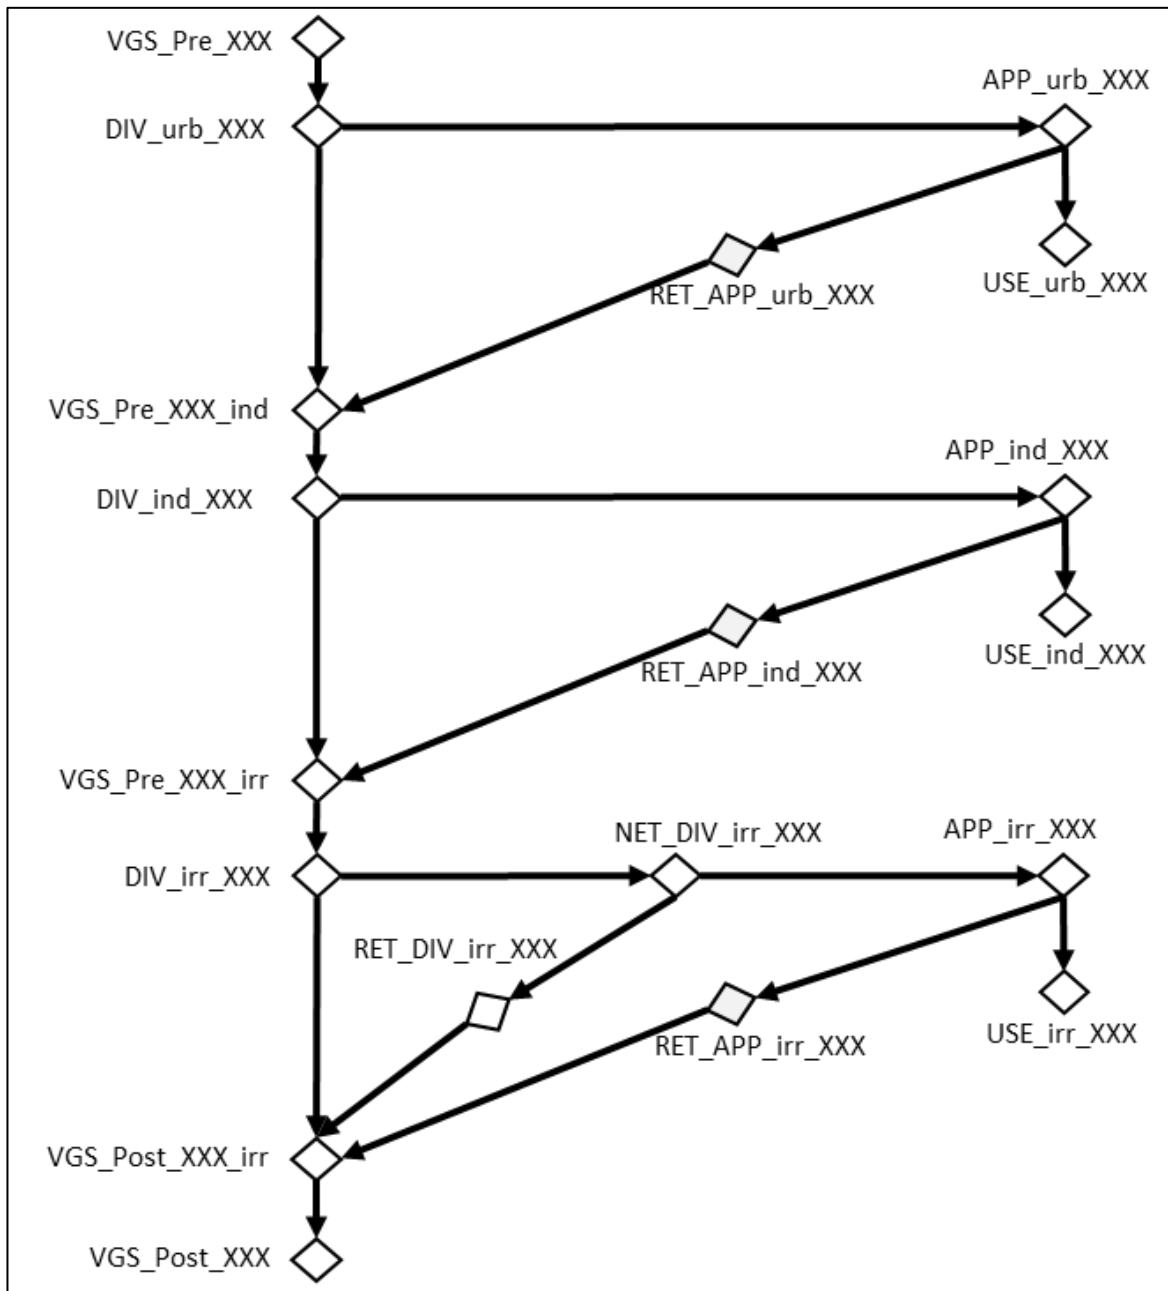 VGS_Pre_XXX
APP_urb_XXX
DIV_urb_XXX
USE_urb_XXX
RET_APP_urb_XXX
VGS_Pre_XXX_ind
APP_ind_XXX
DIV_ind_XXX
USE_ind_XXX
RET_APP_ind_XXX
VGS_Pre_XXX_irr
NET_DIV_irr_XXX
APP_irr_XXX
DIV_irr_XXX
RET_DIV_irr_XXX
USE_irr_XXX
RET_APP_irr_XXX
VGS_Post_XXX_irr
VGS_Post_XXX